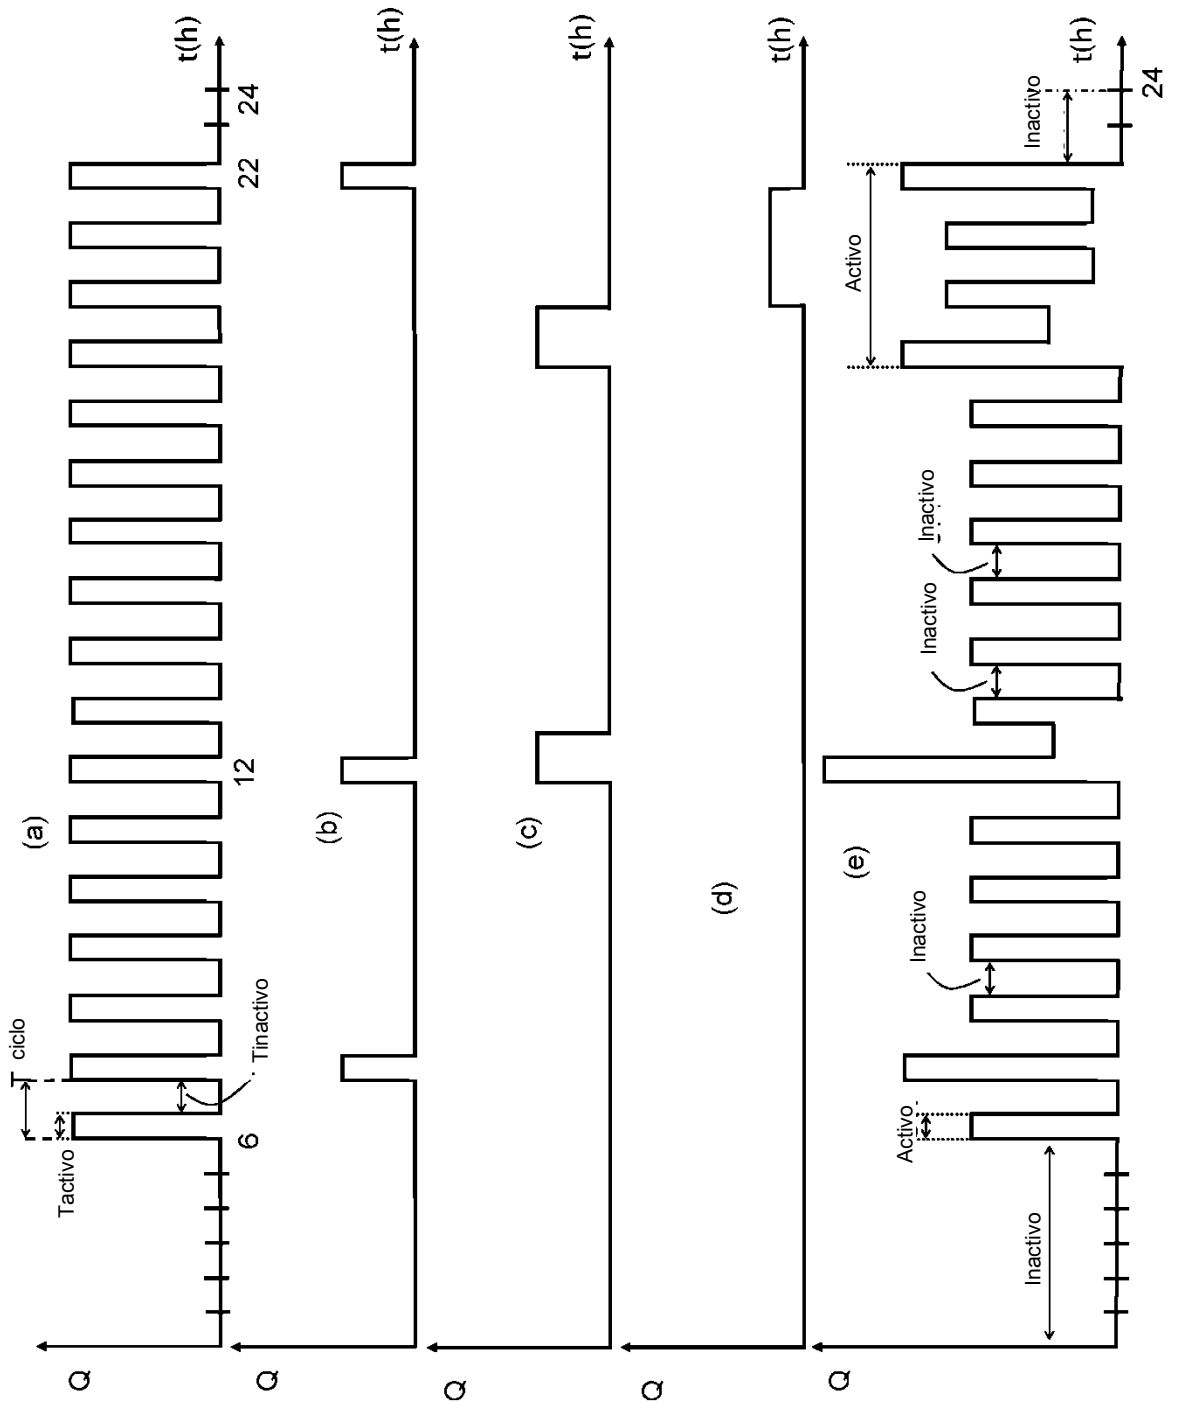 Q
(a)
Tactivo
T ciclo
Tinactivo
6
12
22
24
t(h)
Q
(b)
t(h)
Q
(c)
t(h)
Q
(d)
t(h)
Q
(e)
Inactivo
Activo
Inactivo
Inactivo
Inactivo
Activo
Inactivo
24
t(h)